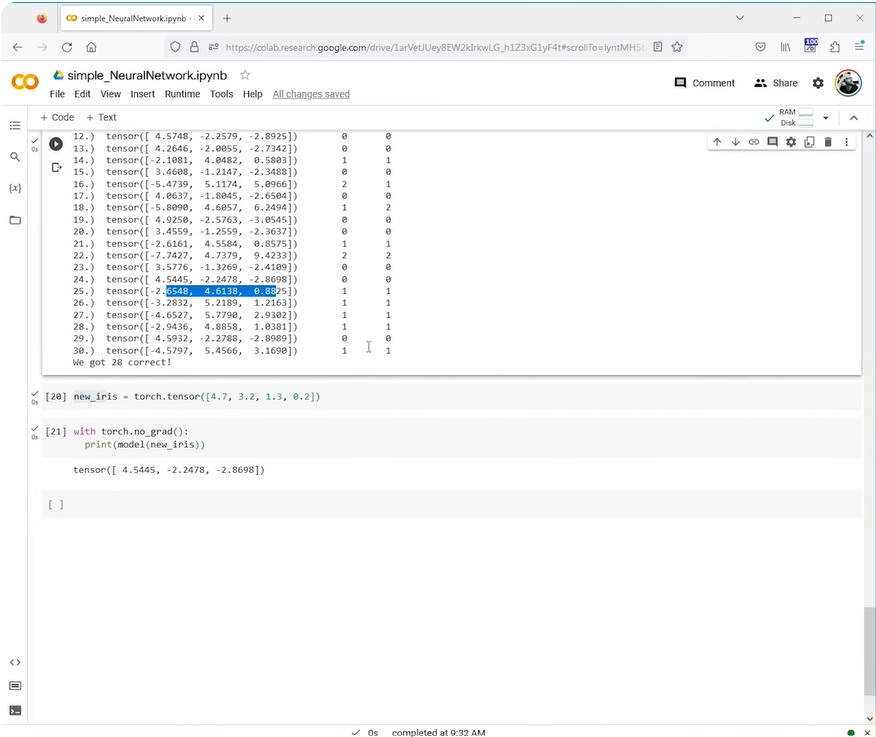 simple_NeuralNetwork.ipynb -
https://colab.research.google.com/drive/1arVetJUey8EW2kIrkwLG_h1Z3xG1yF4t#scrollTo=lyntMH5
100
simple_NeuralNetwork.ipynb
File Edit View Insert Runtime Tools Help All changes saved
Comment Share
+ Code + Text
RAM
Disk
0s
12.) tensor([ 4.5748, -2.2579, -2.8925]) 0 0
13.) tensor([ 4.2646, -2.0055, -2.7342]) 0 0
14.) tensor([-2.1081, 4.0482, 0.5803]) 1 1
15.) tensor([ 3.4608, -1.2147, -2.3488]) 0 0
16.) tensor([-5.4739, 5.1174, 5.0966]) 2 1
17.) tensor([ 4.0637, -1.8045, -2.6504]) 0 0
18.) tensor([-5.8090, 4.6057, 6.2494]) 1 2
19.) tensor([ 4.9250, -2.5763, -3.0545]) 0 0
20.) tensor([ 3.4559, -1.2559, -2.3637]) 0 0
21.) tensor([-2.6161, 4.5584, 0.8575]) 1 1
22.) tensor([-7.7427, 4.7379, 9.4233]) 2 2
23.) tensor([ 3.5776, -1.3269, -2.4109]) 0 0
24.) tensor([ 4.5445, -2.2478, -2.8698]) 0 0
25.) tensor([-2.6548, 4.6138, 0.8825]) 1 1
26.) tensor([-3.2832, 5.2189, 1.2163]) 1 1
27.) tensor([-4.6527, 5.7790, 2.9302]) 1 1
28.) tensor([-2.9436, 4.8858, 1.0381]) 1 1
29.) tensor([ 4.5932, -2.2788, -2.8989]) 0 0
30.) tensor([-4.5797, 5.4566, 3.1690]) 1 1
We got 28 correct!
0s
[20] new_iris = torch.tensor([4.7, 3.2, 1.3, 0.2])
0s
[21] with torch.no_grad():
print(model(new_iris))
tensor([ 4.5445, -2.2478, -2.8698])
[ ]
0s completed at 9:32 AM